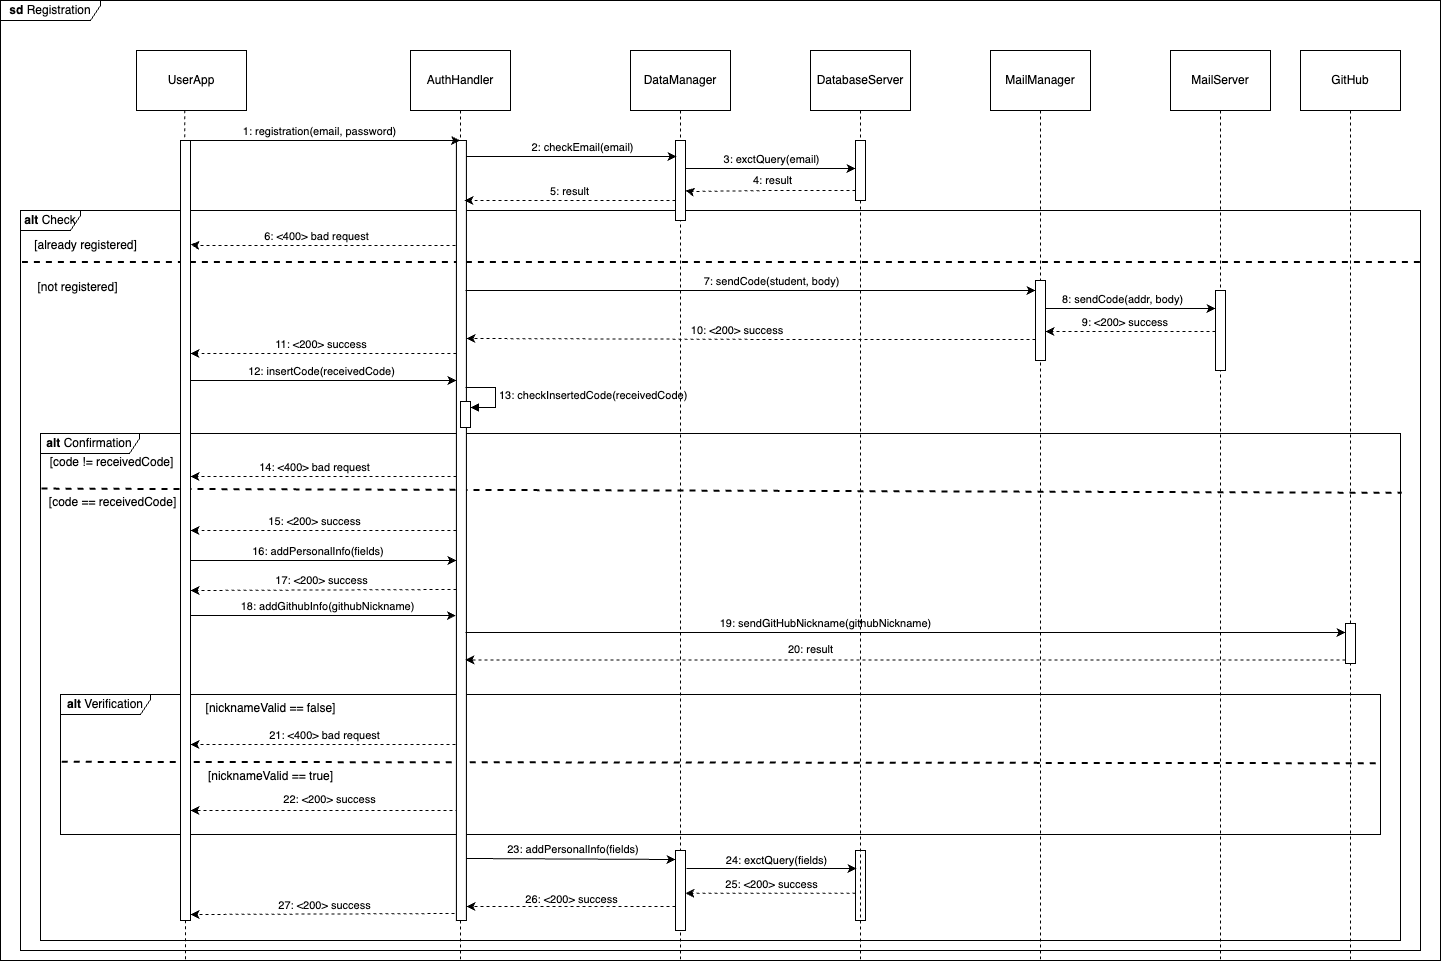 sd Registration
UserApp
AuthHandler
DataManager
DatabaseServer
MailManager
MailServer
GitHub
1: registration(email, password)
2: checkEmail(email)
3: exctQuery(email)
4: result
5: result
alt Check
6: <400> bad request
[already registered]
[not registered]
7: sendCode(student, body)
8: sendCode(addr, body)
9: <200> success
10: <200> success
11: <200> success
12: insertCode(receivedCode)
13: checkInsertedCode(receivedCode)
alt Confirmation
[code != receivedCode]
14: <400> bad request
[code == receivedCode]
15: <200> success
16: addPersonalInfo(fields)
17: <200> success
18: addGithubInfo(githubNickname)
19: sendGitHubNickname(githubNickname)
20: result
alt Verification
[nicknameValid == false]
21: <400> bad request
[nicknameValid == true]
22: <200> success
23: addPersonalInfo(fields)
24: exctQuery(fields)
25: <200> success
26: <200> success
27: <200> success